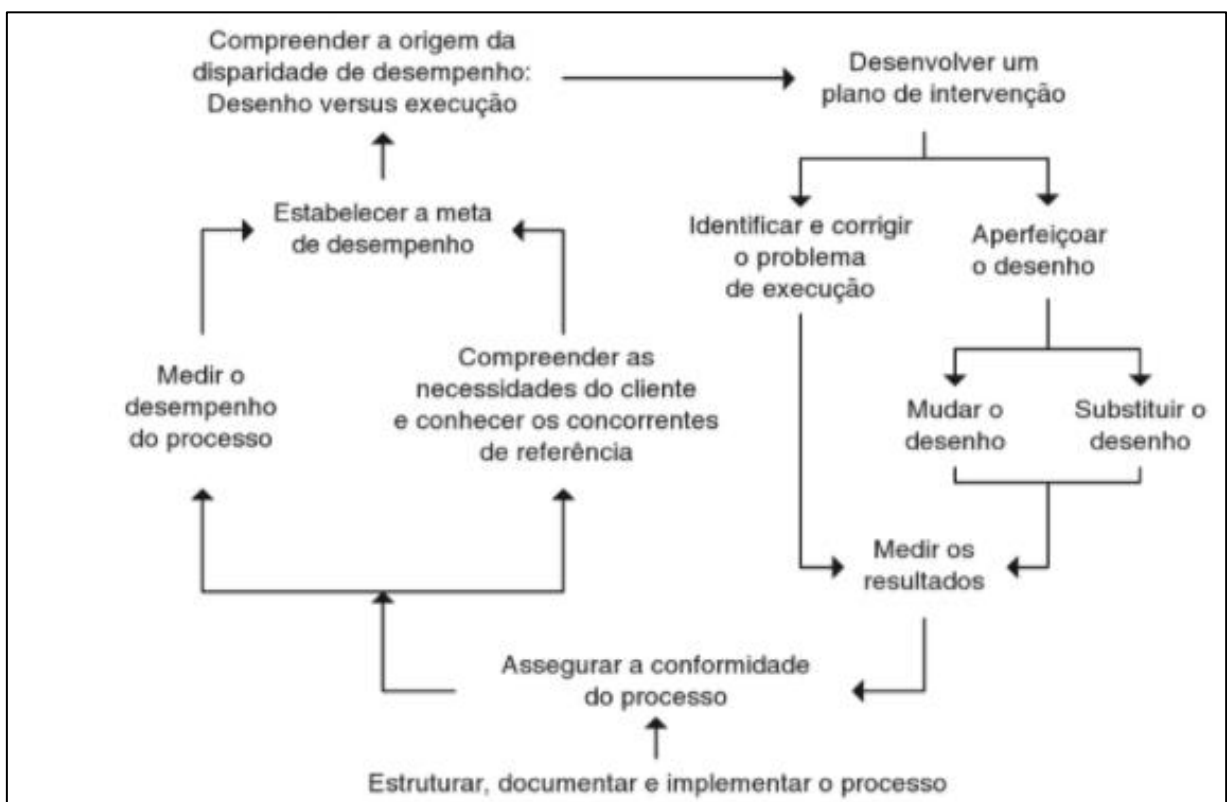 Compreender a origem da
disparidade de desempenho:
Desenho versus execução
Desenvolver um
plano de intervenção
Estabelecer a meta
de desempenho
Identificar e corrigir
o problema
de execução
Aperfeiçoar
o desenho
Medir o
desempenho
do processo
Compreender as
necessidades do cliente
e conhecer os concorrentes
de referência
Mudar o
desenho
Substituir o
desenho
Medir os
resultados
Assegurar a conformidade
do processo
Estruturar, documentar e implementar o processo